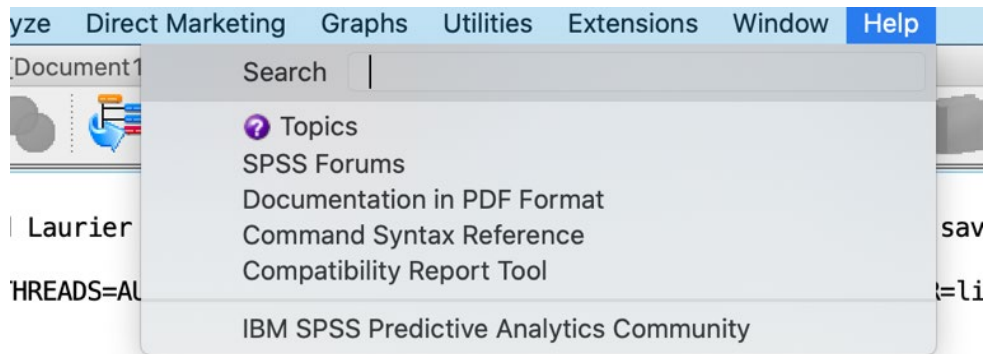 yze Direct Marketing Graphs Utilities Extensions Window Help
[Document1
Search
Topics
SPSS Forums
Documentation in PDF Format
Command Syntax Reference
Compatibility Report Tool
IBM SPSS Predictive Analytics Community
Laurier sav
THREADS=AU R=li